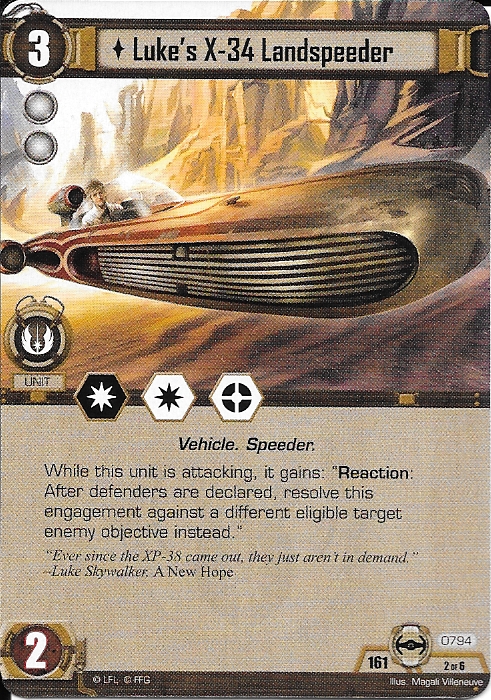 3
Luke's X-34 Landspeeder
UNIT
Vehicle. Speeder.
While this unit is attacking, it gains: "Reaction:
After defenders are declared, resolve this
engagement against a different eligible target
enemy objective instead."
"Ever since the XP-38 came out, they just aren't in demand."
–Luke Skywalker, A New Hope
2
© LFL © FFG
161
0794
2 OF 6
Illus. Magali Villeneuve